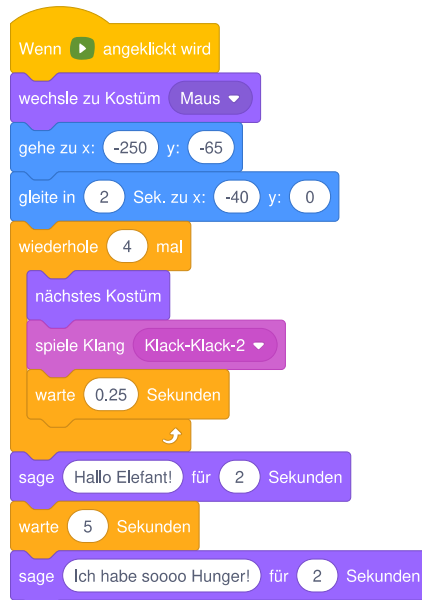 Wenn angeklickt wird
wechsle zu Kostüm Maus
gehe zu x: -250 y: -65
gleite in 2 Sek. zu x: -40 y: 0
wiederhole 4 mal
nächstes Kostüm
spiele Klang Klack-Klack-2
warte 0.25 Sekunden
sage Hallo Elefant! für 2 Sekunden
warte 5 Sekunden
sage Ich habe soooo Hunger! für 2 Sekunden